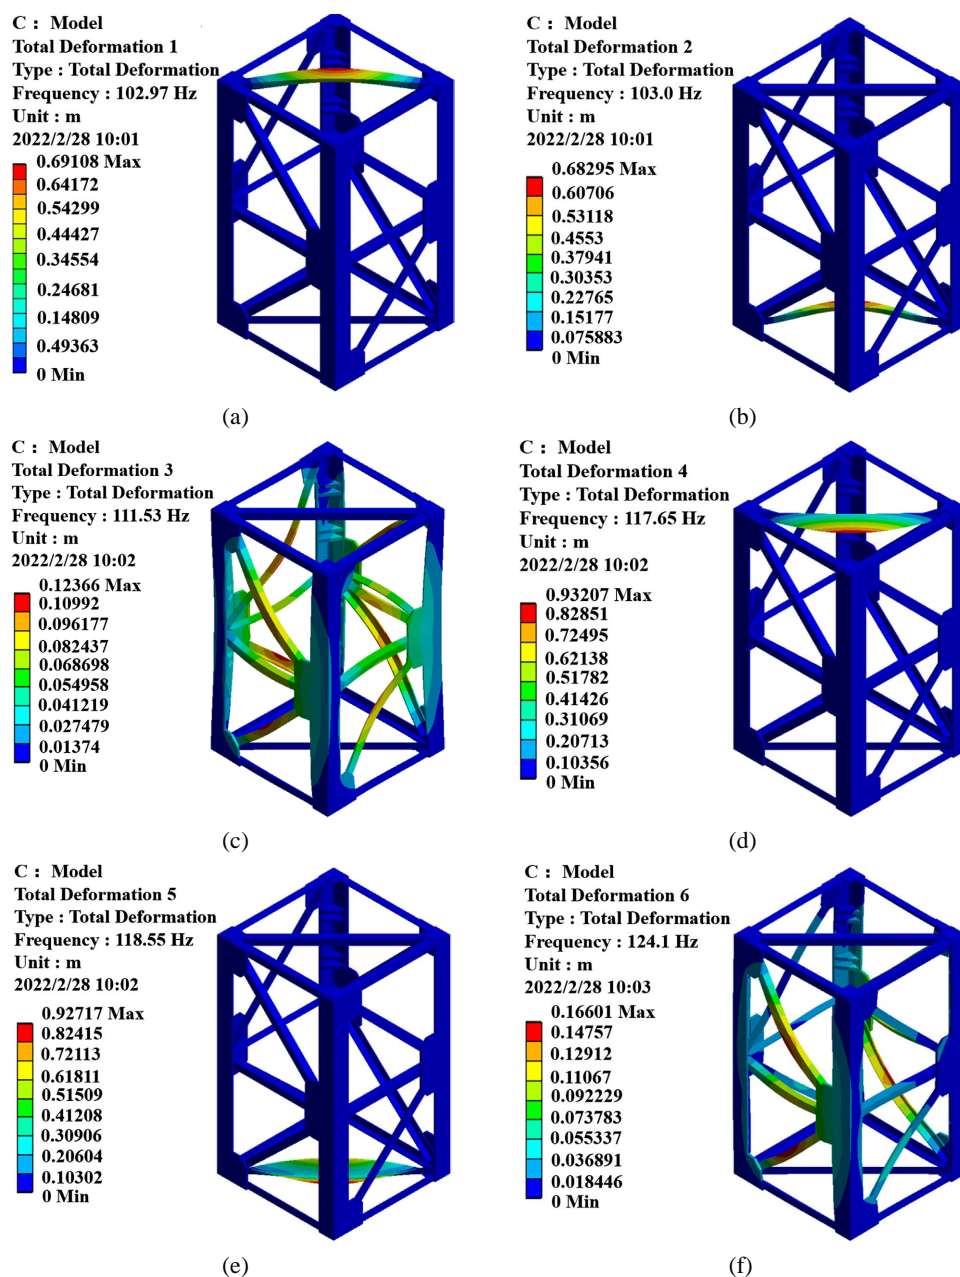 C : Model
Total Deformation 1
Type : Total Deformation
Frequency : 102.97 Hz
Unit : m
2022/2/28 10:01
0.69108 Max
0.64172
0.54299
0.44427
0.34554
0.24681
0.14809
0.49363
0 Min
(a)
C : Model
Total Deformation 2
Type : Total Deformation
Frequency : 103.0 Hz
Unit : m
2022/2/28 10:01
0.68295 Max
0.60706
0.53118
0.4553
0.37941
0.30353
0.22765
0.15177
0.075883
0 Min
(b)
C : Model
Total Deformation 3
Type : Total Deformation
Frequency : 111.53 Hz
Unit : m
2022/2/28 10:02
0.12366 Max
0.10992
0.096177
0.082437
0.068698
0.054958
0.041219
0.027479
0.01374
0 Min
(c)
C : Model
Total Deformation 4
Type : Total Deformation
Frequency : 117.65 Hz
Unit : m
2022/2/28 10:02
0.93207 Max
0.82851
0.72495
0.62138
0.51782
0.41426
0.31069
0.20713
0.10356
0 Min
(d)
C : Model
Total Deformation 5
Type : Total Deformation
Frequency : 118.55 Hz
Unit : m
2022/2/28 10:02
0.92717 Max
0.82415
0.72113
0.61811
0.51509
0.41208
0.30906
0.20604
0.10302
0 Min
(e)
C : Model
Total Deformation 6
Type : Total Deformation
Frequency : 124.1 Hz
Unit : m
2022/2/28 10:03
0.16601 Max
0.14757
0.12912
0.11067
0.092229
0.073783
0.055337
0.036891
0.018446
0 Min
(f)